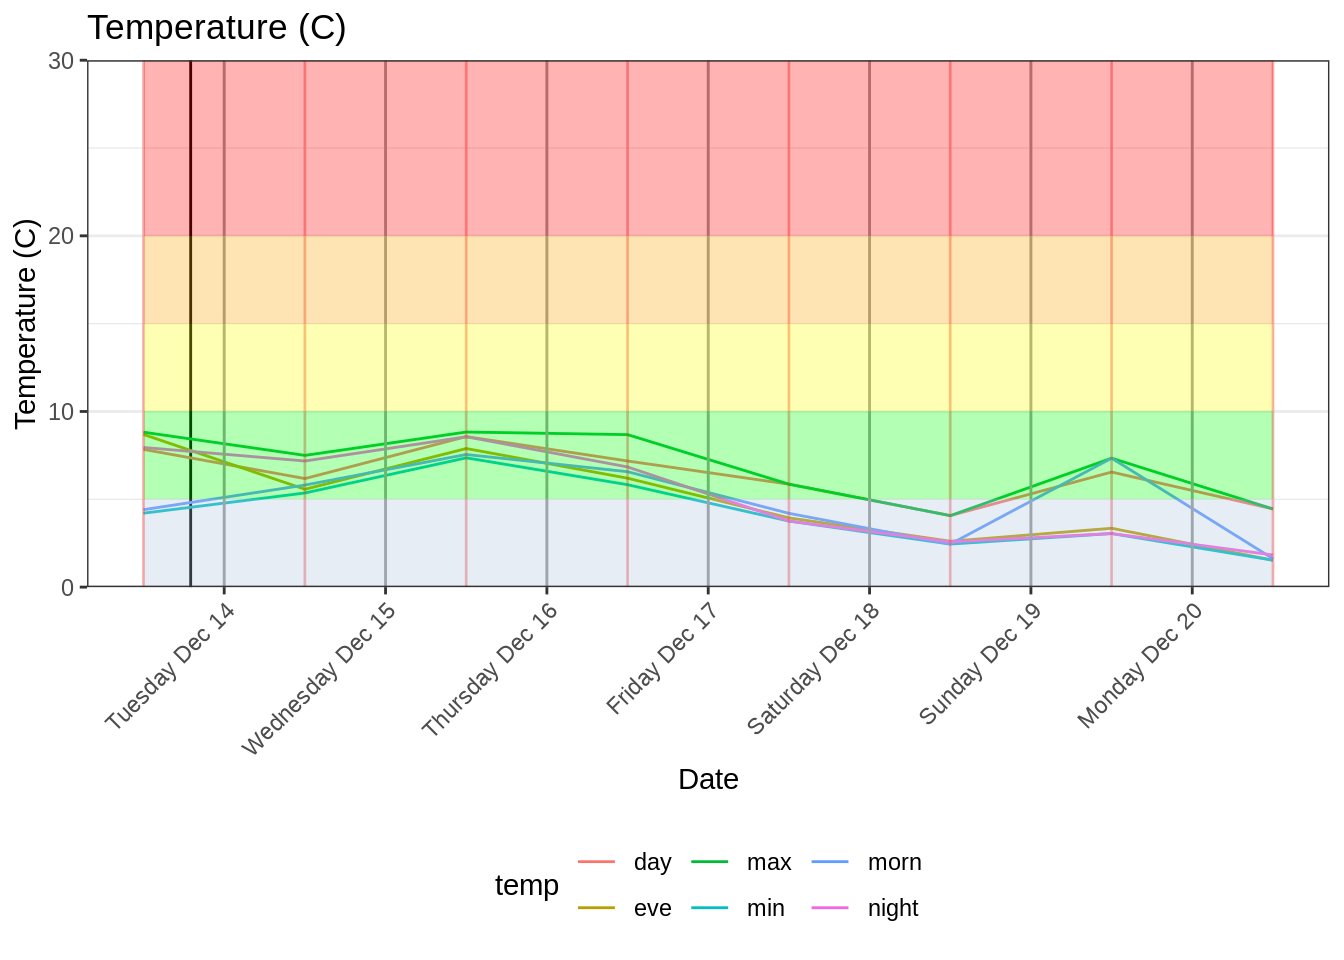 Temperature (C)
Temperature (C)
30
20
10
0
Tuesday Dec 14
Wednesday Dec 15
Thursday Dec 16
Friday Dec 17
Saturday Dec 18
Sunday Dec 19
Monday Dec 20
Date
temp
day max morn
eve min night